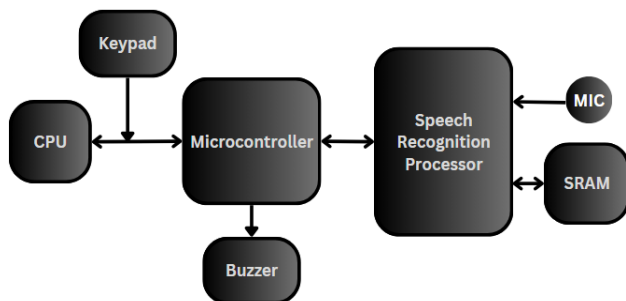 Keypad
CPU
Microcontroller
Speech
Recognition
Processor
MIC
SRAM
Buzzer